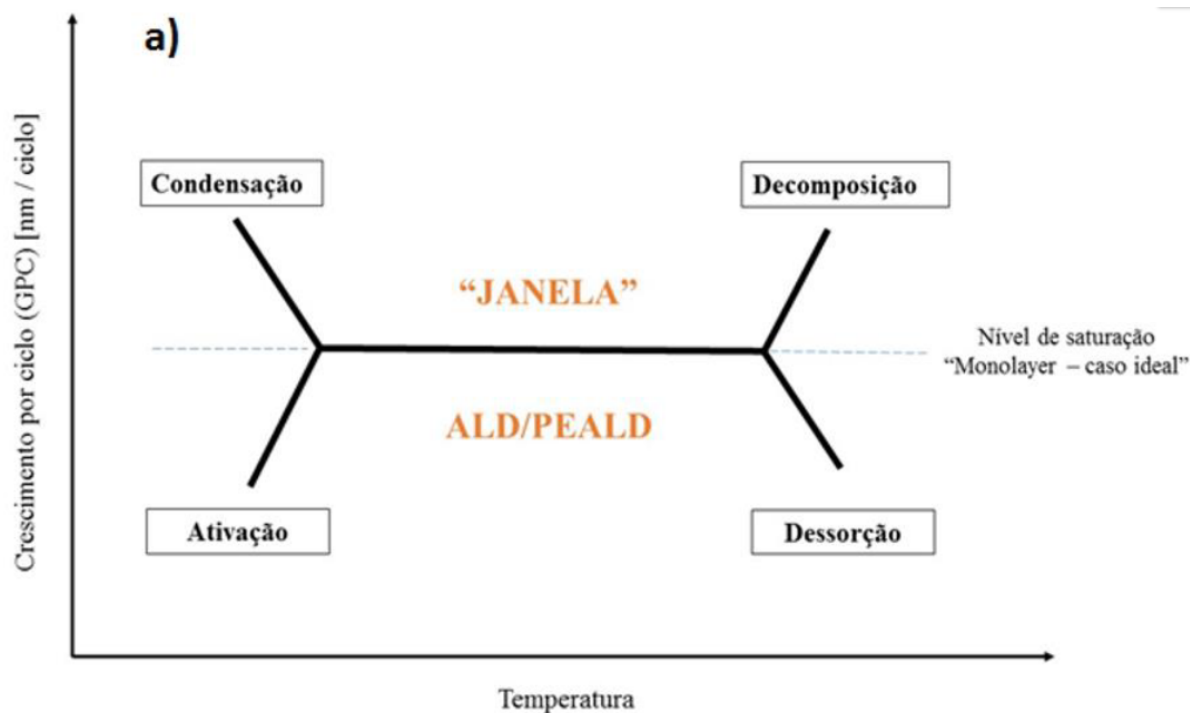 a)
Crescimento por ciclo (GPC) [nm / ciclo]
Condensação
Decomposição
“JANELA”
Nível de saturação
“Monolayer – caso ideal”
ALD/PEALD
Ativação
Dessorção
Temperatura